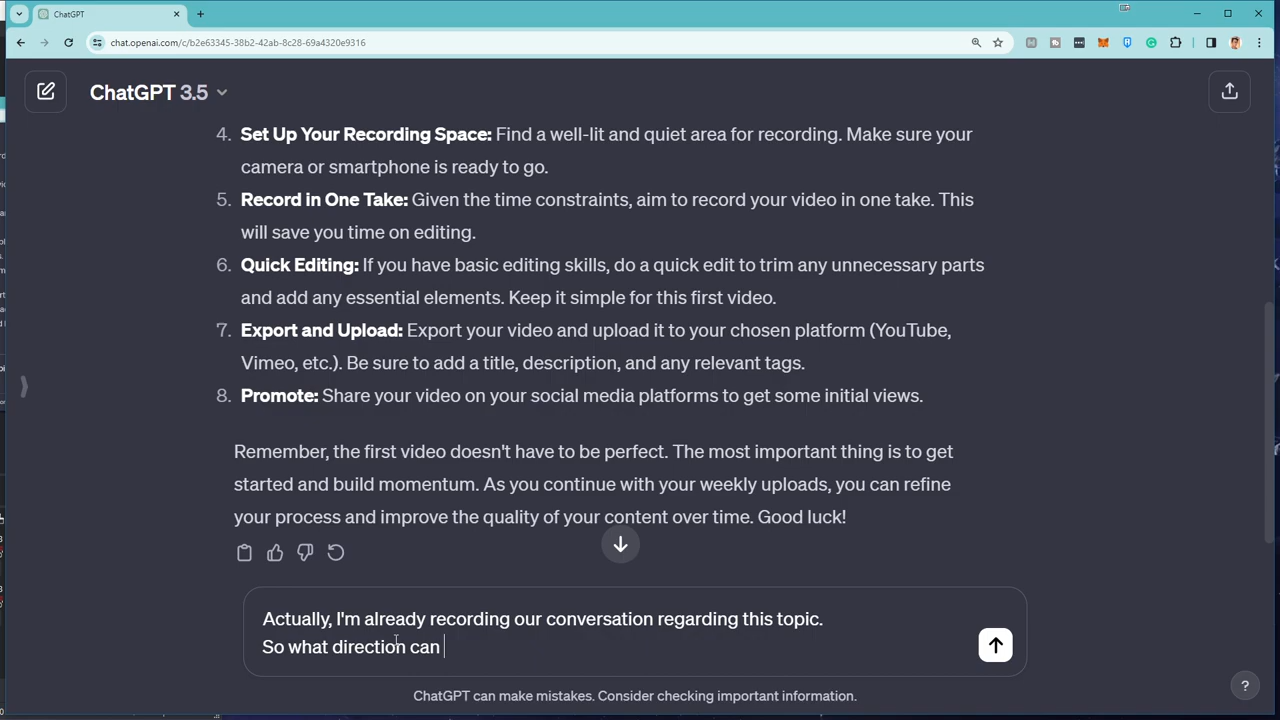 ChatGPT
chat.openai.com/c/b2e63345-38b2-42ab-8c28-69a4320e9316
ChatGPT 3.5
4. Set Up Your Recording Space: Find a well-lit and quiet area for recording. Make sure your
camera or smartphone is ready to go.
5. Record in One Take: Given the time constraints, aim to record your video in one take. This
will save you time on editing.
6. Quick Editing: If you have basic editing skills, do a quick edit to trim any unnecessary parts
and add any essential elements. Keep it simple for this first video.
7. Export and Upload: Export your video and upload it to your chosen platform (YouTube,
Vimeo, etc.). Be sure to add a title, description, and any relevant tags.
8. Promote: Share your video on your social media platforms to get some initial views.
Remember, the first video doesn't have to be perfect. The most important thing is to get
started and build momentum. As you continue with your weekly uploads, you can refine
your process and improve the quality of your content over time. Good luck!
Actually, I'm already recording our conversation regarding this topic.
So what direction can
ChatGPT can make mistakes. Consider checking important information.
?